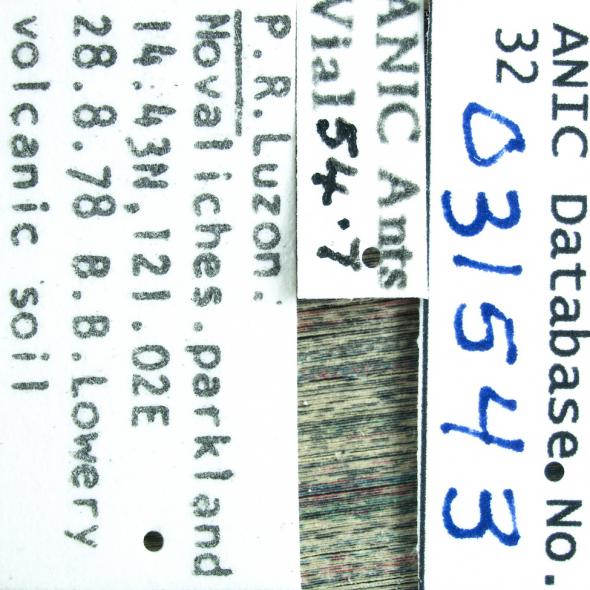 P.R.Luzon.
Novaliches.parkland
14.43N,121.02E
28.8.78 B.B.Lowery
volcanic soil
ANIC Ants
Vial 54.7
ANIC Database No.
32 031543